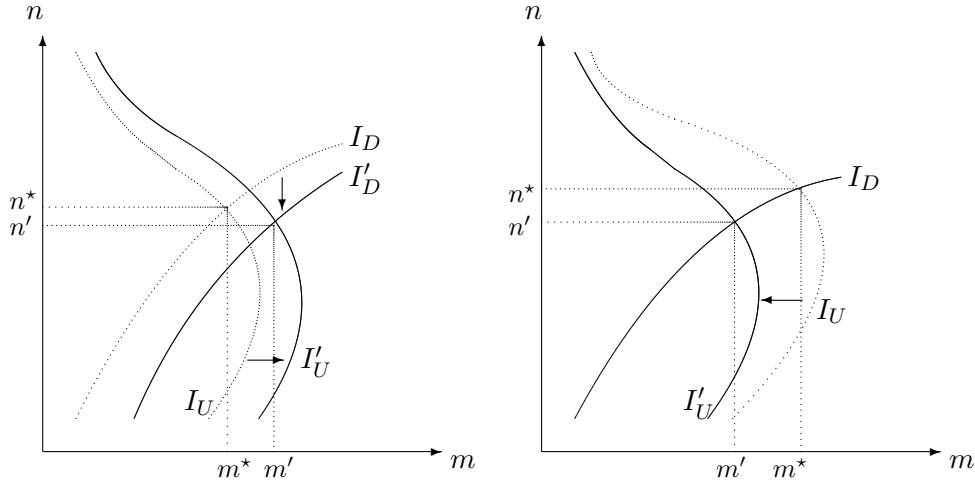 n
I_D
I'_D
n*
n'
I'_U
I_U
m* m' m
n
I_D
n*
n'
I_U
I'_U
m' m* m